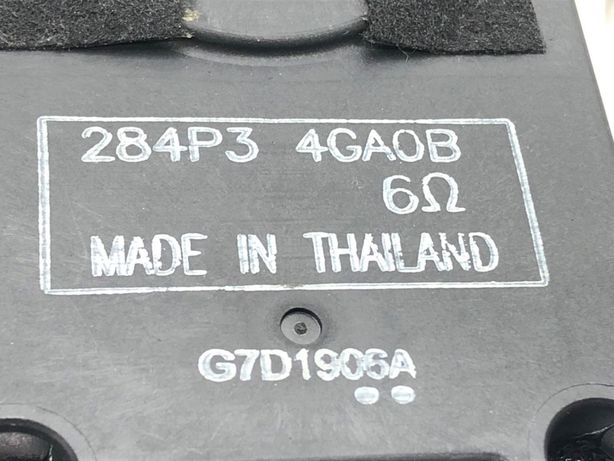 284P3 4GA0B
6Ω
MADE IN THAILAND
G7D1906A